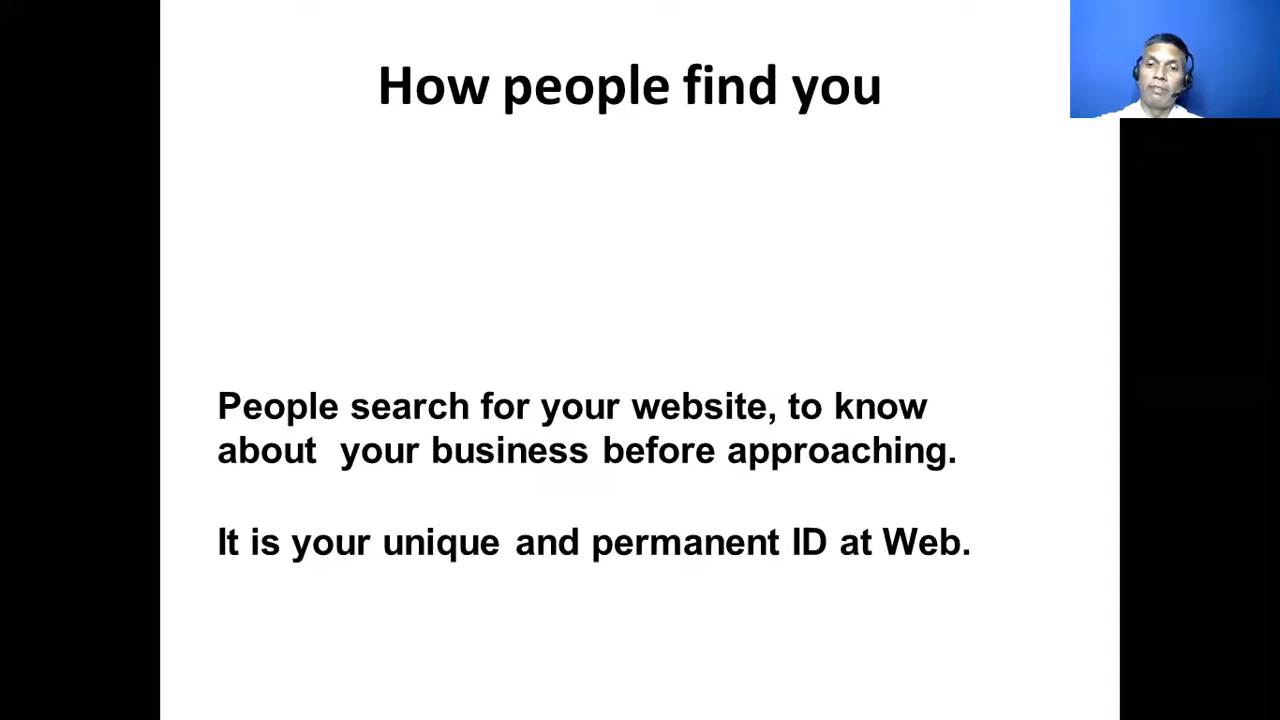 How people find you
People search for your website, to know
about your business before approaching.
It is your unique and permanent ID at Web.